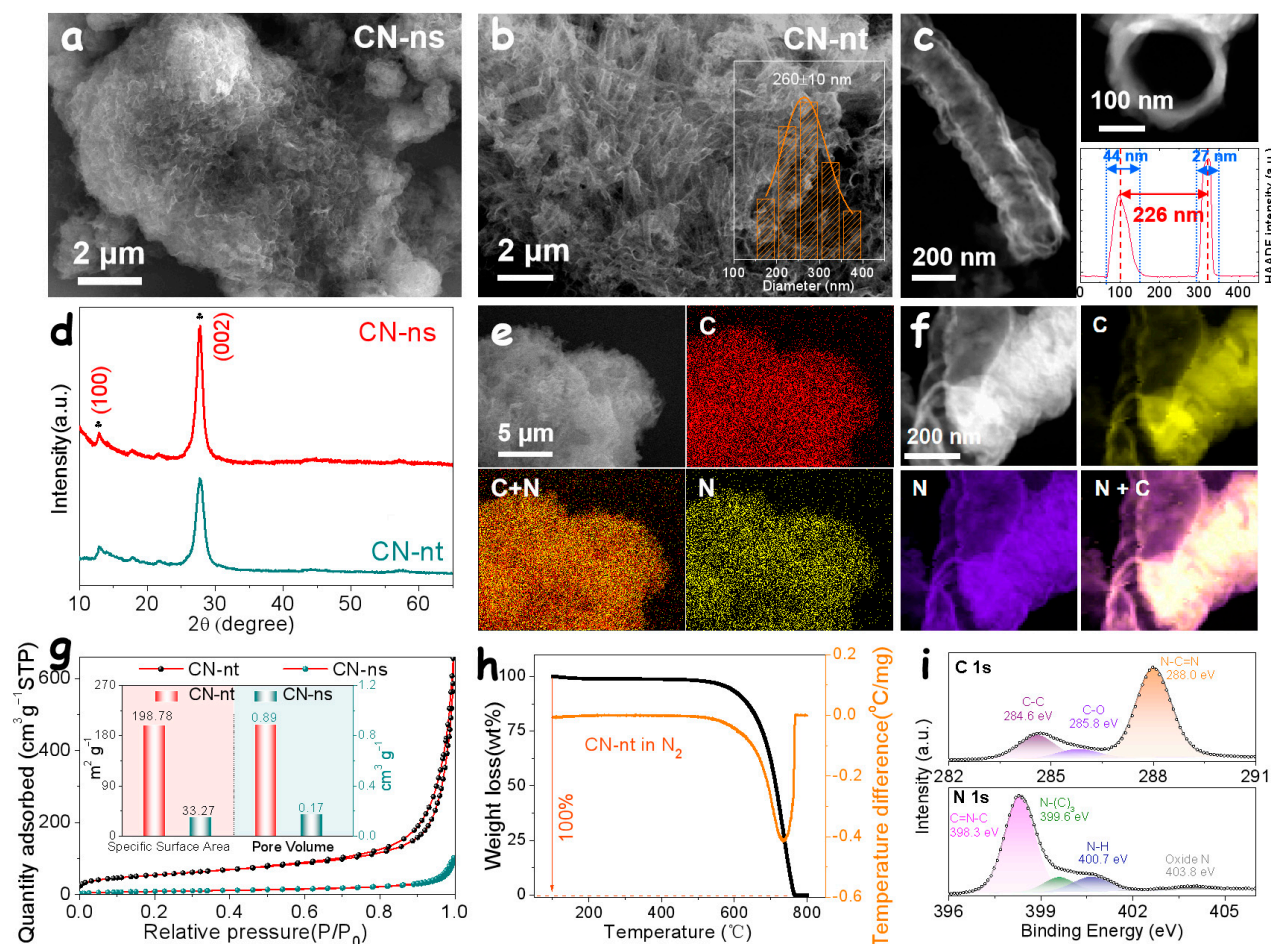 a
CN-ns
2 μm
b
CN-nt
260±10 nm
2 μm
100 200 300 400
Diameter (nm)
c
200 nm
100 nm
44 nm
27 nm
226 nm
HAADF intensity (a.u.)
0 100 200 300 400
d
CN-ns
(002)
(100)
CN-nt
Intensity(a.u.)
10 20 30 40 50 60
2θ (degree)
e
5 μm
C
C+N
N
f
200 nm
C
N
N + C
g
CN-nt
CN-ns
CN-nt
CN-ns
270
180
90
0
m² g⁻¹
198.78
33.27
0.89
0.17
1.2
0.8
0.4
0.0
cm³ g⁻¹
Specific Surface Area
Pore Volume
600
400
200
0
Quantity adsorbed (cm³ g⁻¹STP)
0.0 0.2 0.4 0.6 0.8 1.0
Relative pressure(P/P₀)
h
100
75
50
25
0
Weight loss(wt%)
CN-nt in N₂
100%
0.2
0.0
-0.2
-0.4
-0.6
Temperature difference(°C/mg)
200 400 600 800
Temperature (℃)
i
C 1s
N-C=N
288.0 eV
C-C
284.6 eV
C-O
285.8 eV
282 285 288 291
N 1s
C=N-C
398.3 eV
N-(C)₃
399.6 eV
N-H
400.7 eV
Oxide N
403.8 eV
396 399 402 405
Intensity (a.u.)
Binding Energy (eV)